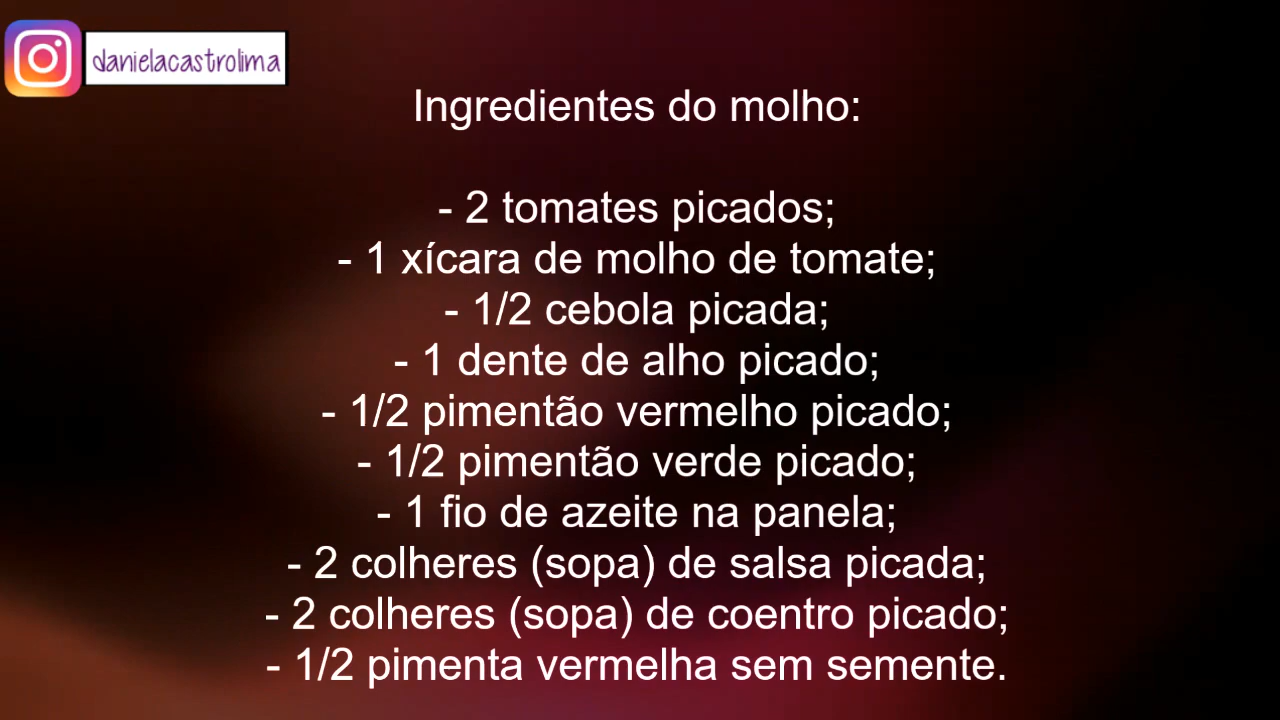 danielacastrolima
Ingredientes do molho:
- 2 tomates picados;
- 1 xícara de molho de tomate;
- 1/2 cebola picada;
- 1 dente de alho picado;
- 1/2 pimentão vermelho picado;
- 1/2 pimentão verde picado;
- 1 fio de azeite na panela;
- 2 colheres (sopa) de salsa picada;
- 2 colheres (sopa) de coentro picado;
- 1/2 pimenta vermelha sem semente.